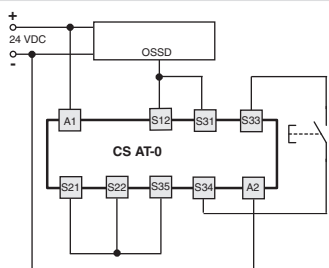 +
24 VDC
-
OSSD
A1
S12
S31
S33
CS AT-0
S21
S22
S35
S34
A2